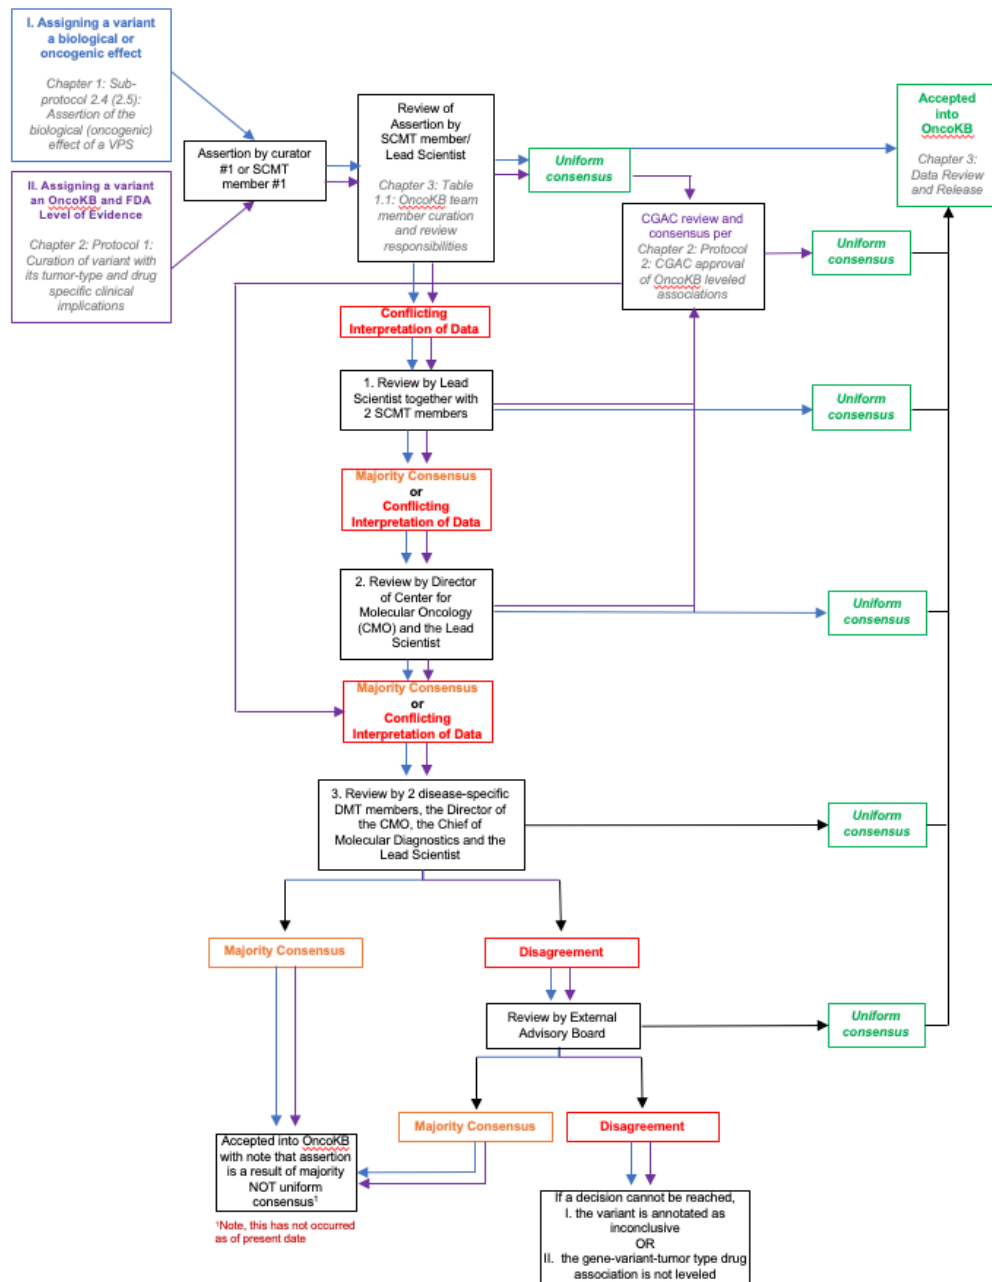 I. Assigning a variant
a biological or
oncogenic effect
Chapter 1: Sub-
protocol 2.4 (2.5):
Assertion of the
biological (oncogenic)
effect of a VPS
II. Assigning a variant
an OncoKB and FDA
Level of Evidence
Chapter 2: Protocol 1:
Curation of variant with
its tumor-type and drug
specific clinical
implications
Assertion by curator
#1 or SCMT
member #1
Review of
Assertion by
SCMT member/
Lead Scientist
Chapter 3: Table
1.1: OncoKB team
member curation
and review
responsibilities
Uniform
consensus
Accepted
into
OncoKB
Chapter 3:
Data Review
and Release
CGAC review and
consensus per
Chapter 2: Protocol
2: CGAC approval
of OncoKB leveled
associations
Uniform
consensus
Conflicting
Interpretation of Data
1. Review by Lead
Scientist together with
2 SCMT members
Uniform
consensus
Majority Consensus
or
Conflicting
Interpretation of Data
2. Review by Director
of Center for
Molecular Oncology
(CMO) and the Lead
Scientist
Uniform
consensus
Majority Consensus
or
Conflicting
Interpretation of Data
3. Review by 2 disease-specific
DMT members, the Director of
the CMO, the Chief of
Molecular Diagnostics and the
Lead Scientist
Uniform
consensus
Majority Consensus
Disagreement
Review by External
Advisory Board
Uniform
consensus
Majority Consensus
Disagreement
Accepted into OncoKB
with note that assertion
is a result of majority
NOT uniform
consensus¹
¹Note, this has not occurred
as of present date
If a decision cannot be reached,
I. the variant is annotated as
inconclusive
OR
II. the gene-variant-tumor type drug
association is not leveled